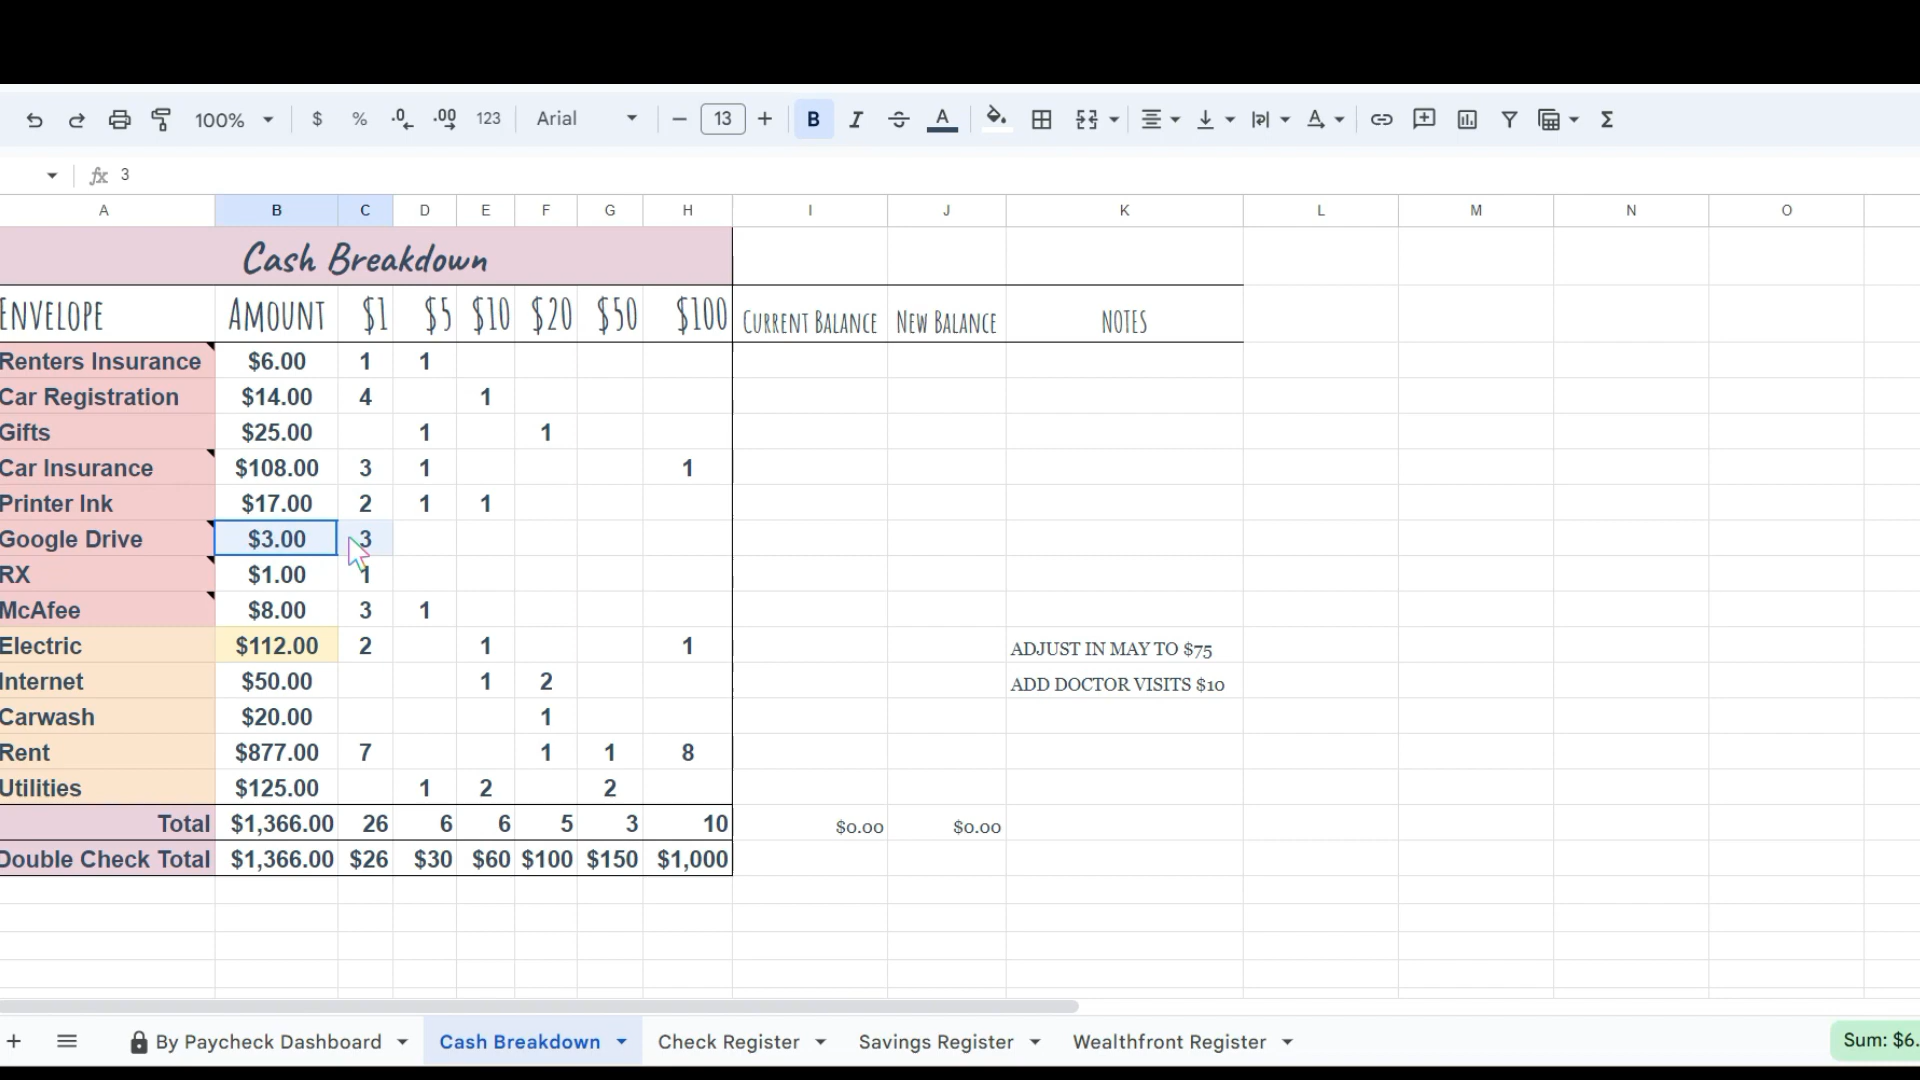 100% $ % .0 .00 123 Arial 13 B I A
fx 3
A B C D E F G H I J K L M N O
Cash Breakdown
ENVELOPE AMOUNT $1 $5 $10 $20 $50 $100 CURRENT BALANCE NEW BALANCE NOTES
Renters Insurance $6.00 1 1
Car Registration $14.00 4 1
Gifts $25.00 1 1
Car Insurance $108.00 3 1 1
Printer Ink $17.00 2 1 1
Google Drive $3.00 3
RX $1.00 1
McAfee $8.00 3 1
Electric $112.00 2 1 1 ADJUST IN MAY TO $75
Internet $50.00 1 2 ADD DOCTOR VISITS $10
Carwash $20.00 1
Rent $877.00 7 1 1 8
Utilities $125.00 1 2 2
Total $1,366.00 26 6 6 5 3 10 $0.00 $0.00
Double Check Total $1,366.00 $26 $30 $60 $100 $150 $1,000
By Paycheck Dashboard Cash Breakdown Check Register Savings Register Wealthfront Register Sum: $6.